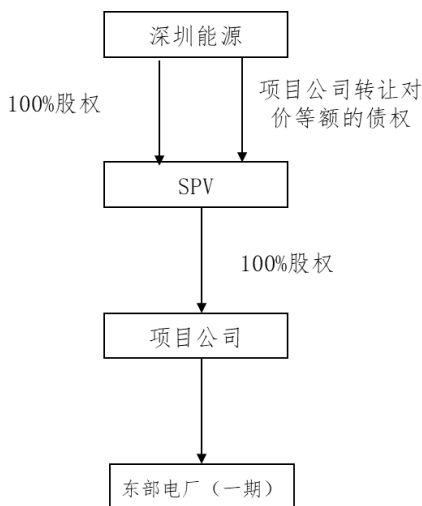 深圳能源
100%股权
项目公司转让对
价等额的债权
SPV
100%股权
项目公司
东部电厂（一期）